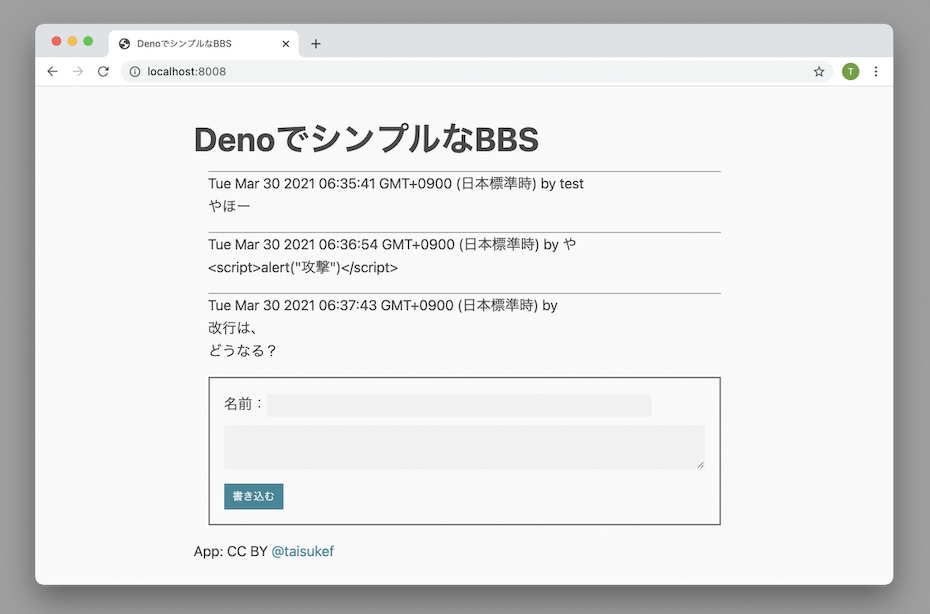 DenoでシンプルなBBS
localhost:8008
T
DenoでシンプルなBBS
Tue Mar 30 2021 06:35:41 GMT+0900 (日本標準時) by test
やほー
Tue Mar 30 2021 06:36:54 GMT+0900 (日本標準時) by や
<script>alert("攻撃")</script>
Tue Mar 30 2021 06:37:43 GMT+0900 (日本標準時) by
改行は、
どうなる？
名前：
書き込む
App: CC BY @taisukef